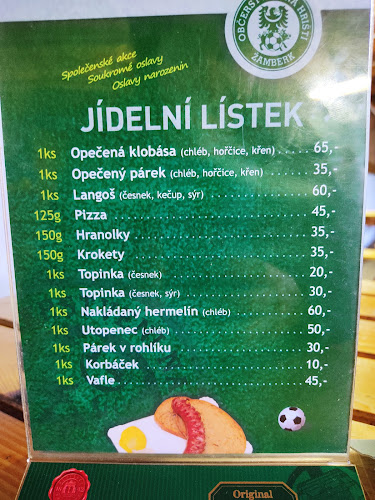 Společenské akce
Soukromé oslavy
Oslavy narozenin
OBČERS HŘIŠTI
ŽAMBERK
JÍDELNÍ LÍSTEK
1ks Opečená klobása (chléb, hořčice, křen) 65,-
1ks Opečený párek (chléb, hořčice, křen) 35,-
1ks Langoš (česnek, kečup, sýr) 60,-
125g Pizza 45,-
150g Hranolky 35,-
150g Krokety 35,-
1ks Topinka (česnek) 20,-
1ks Topinka (česnek, sýr) 30,-
1ks Nakládaný hermelín (chléb) 60,-
1ks Utopenec (chléb) 50,-
1ks Párek v rohlíku 30,-
1ks Korbáček 10,-
1ks Vafle 45,-
Original